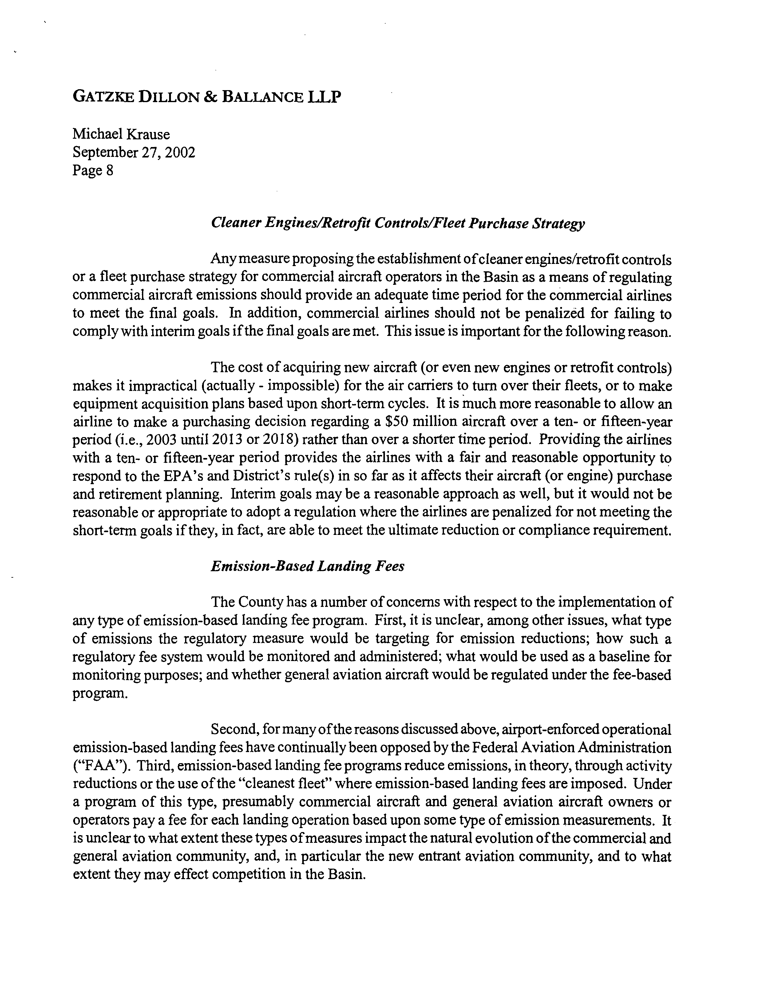 GATZKE DILLON & BALLANCE LLP
Michael Krause
September 27, 2002
Page 8
Cleaner Engines/Retrofit Controls/Fleet Purchase Strategy
Any measure proposing the establishment of cleaner engines/retrofit controls
or a fleet purchase strategy for commercial aircraft operators in the Basin as a means of regulating
commercial aircraft emissions should provide an adequate time period for the commercial airlines
to meet the final goals. In addition, commercial airlines should not be penalized for failing to
comply with interim goals if the final goals are met. This issue is important for the following reason.
The cost of acquiring new aircraft (or even new engines or retrofit controls)
makes it impractical (actually - impossible) for the air carriers to turn over their fleets, or to make
equipment acquisition plans based upon short-term cycles. It is much more reasonable to allow an
airline to make a purchasing decision regarding a $50 million aircraft over a ten- or fifteen-year
period (i.e., 2003 until 2013 or 2018) rather than over a shorter time period. Providing the airlines
with a ten- or fifteen-year period provides the airlines with a fair and reasonable opportunity to
respond to the EPA's and District's rule(s) in so far as it affects their aircraft (or engine) purchase
and retirement planning. Interim goals may be a reasonable approach as well, but it would not be
reasonable or appropriate to adopt a regulation where the airlines are penalized for not meeting the
short-term goals if they, in fact, are able to meet the ultimate reduction or compliance requirement.
Emission-Based Landing Fees
The County has a number of concerns with respect to the implementation of
any type of emission-based landing fee program. First, it is unclear, among other issues, what type
of emissions the regulatory measure would be targeting for emission reductions; how such a
regulatory fee system would be monitored and administered; what would be used as a baseline for
monitoring purposes; and whether general aviation aircraft would be regulated under the fee-based
program.
Second, for many of the reasons discussed above, airport-enforced operational
emission-based landing fees have continually been opposed by the Federal Aviation Administration
("FAA"). Third, emission-based landing fee programs reduce emissions, in theory, through activity
reductions or the use of the "cleanest fleet" where emission-based landing fees are imposed. Under
a program of this type, presumably commercial aircraft and general aviation aircraft owners or
operators pay a fee for each landing operation based upon some type of emission measurements. It
is unclear to what extent these types of measures impact the natural evolution of the commercial and
general aviation community, and, in particular the new entrant aviation community, and to what
extent they may effect competition in the Basin.